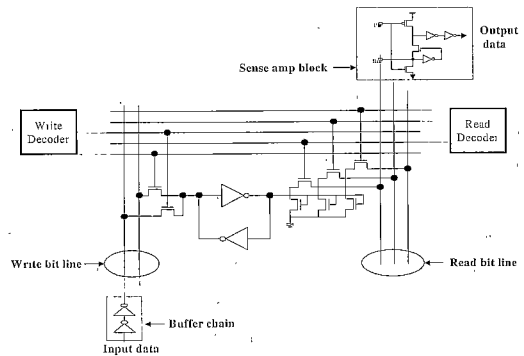 Output
data
Sense amp block
Write
Decoder
Read
Decoder
Write bit line
Read bit line
Buffer chain
Input data